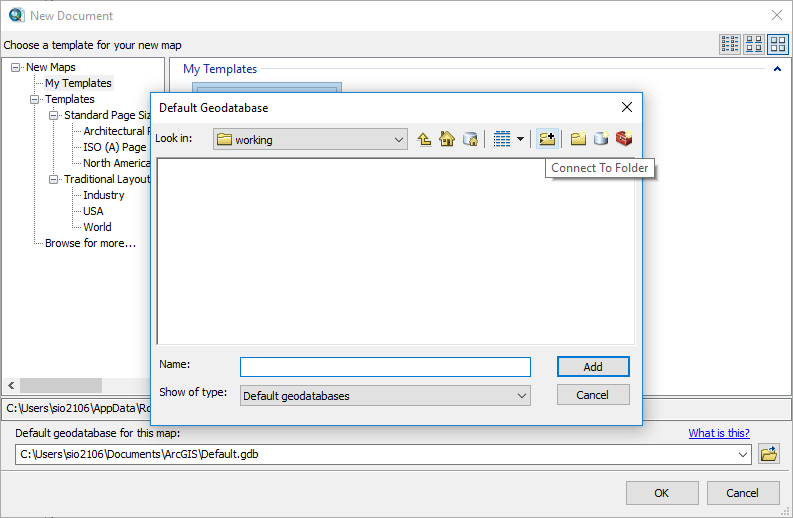 New Document
Choose a template for your new map
New Maps
My Templates
Templates
Standard Page Siz
Architectural P
ISO (A) Page
North America
Traditional Layout
Industry
USA
World
Browse for more...
My Templates
Default Geodatabase
Look in:
working
Connect To Folder
Name:
Add
Show of type:
Default geodatabases
Cancel
C:\Users\sio2106\AppData\Ro
Default geodatabase for this map:
What is this?
C:\Users\sio2106\Documents\ArcGIS\Default.gdb
OK
Cancel